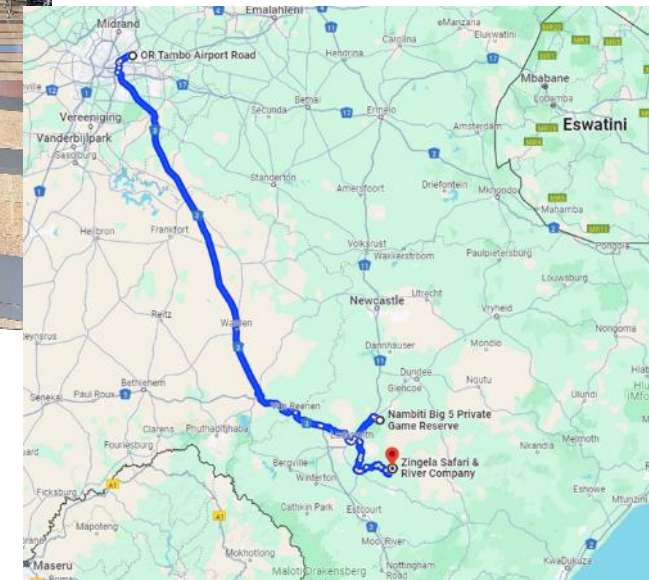 Midrand
Emalahleni
Carolina
eManzana
OR Tambo Airport Road
Hendrina
Elukwatini
Mbabane
Lobamba
Eswatini
Secunda
Bethal
Ermelo
Vereeniging
Vanderbijlpark
Sasolburg
Amsterdam
Standerton
Driefontein
Mkhondo
Amersfoort
Mahamba
Heilbron
Frankfort
Volksrust
Wakkerstroom
Paulpietersburg
Pongola
Louwsburg
Utrecht
Newcastle
Reitz
Warden
Vryheid
Nongoma
Dannhauser
Mondlo
Bethlehem
Dundee
Glencoe
Nqutu
Senekal
Paul Roux
Van Reenen
Ulundi
Nambiti Big 5 Private
Game Reserve
Clarens
Phuthaditjhaba
Fouriesburg
Nkandla
Melmoth
Bergville
Winterton
Zingela Safari &
River Company
Ficksburg
Cathkin Park
Estcourt
Eshowe
Mtunzini
Mapoteng
Mooi River
Mokhotlong
Maseru
Maloti Drakensberg
Nottingham
Road
KwaDukuza